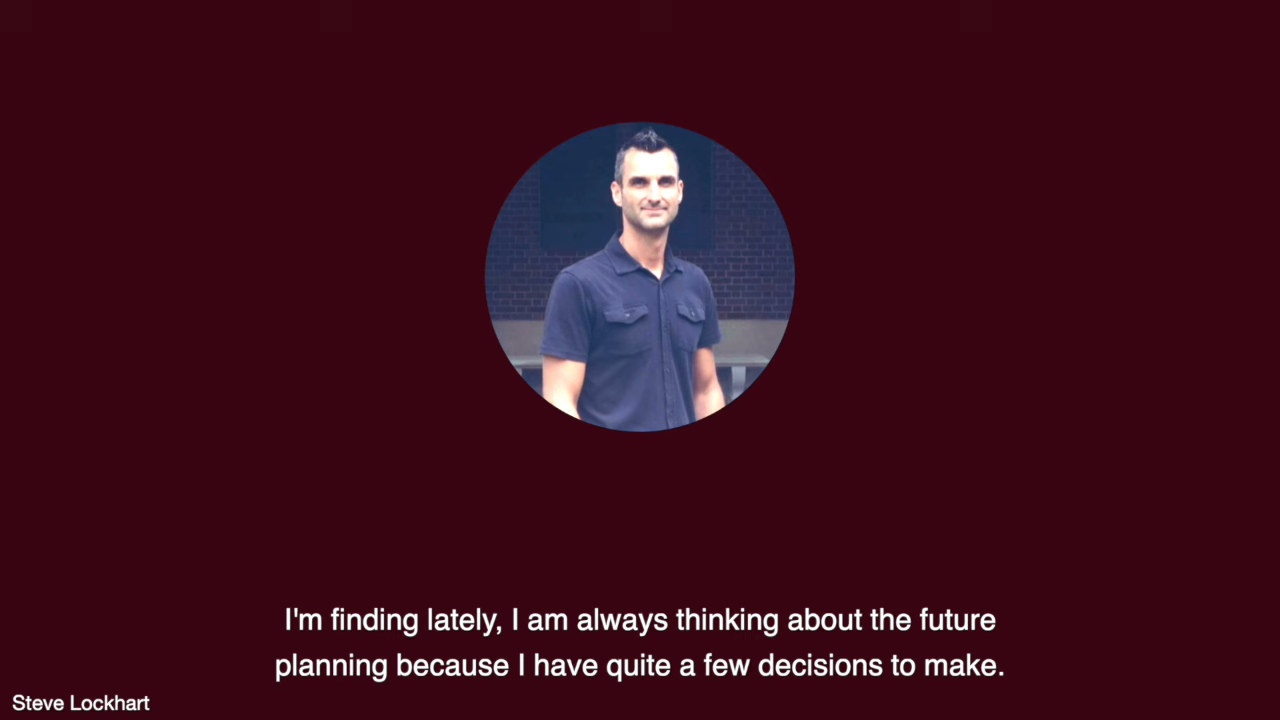 I'm finding lately, I am always thinking about the future
planning because I have quite a few decisions to make.
Steve Lockhart